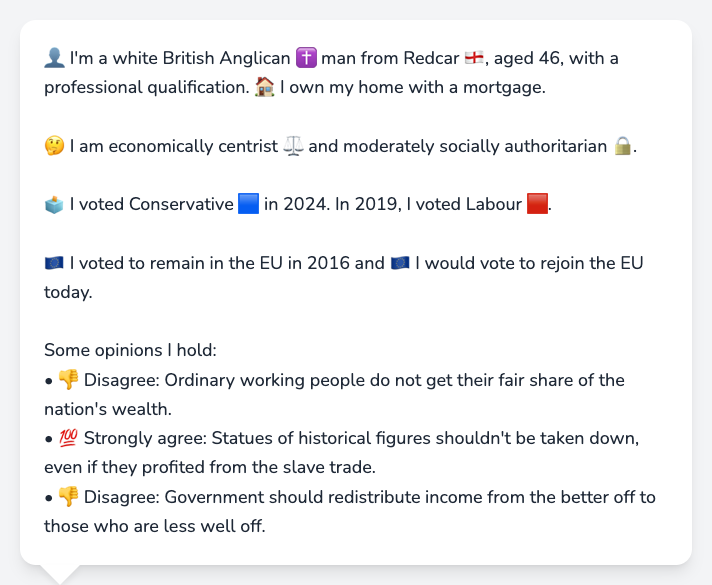 👤 I'm a white British Anglican ✝️ man from Redcar 🏴󠁧󠁢󠁥󠁮󠁧󠁿, aged 46, with a
professional qualification. 🏠 I own my home with a mortgage.
🤔 I am economically centrist ⚖️ and moderately socially authoritarian 🔒.
🗳️ I voted Conservative 🟦 in 2024. In 2019, I voted Labour 🟥.
🇪🇺 I voted to remain in the EU in 2016 and 🇪🇺 I would vote to rejoin the EU
today.
Some opinions I hold:
• 👎 Disagree: Ordinary working people do not get their fair share of the
nation's wealth.
• 💯 Strongly agree: Statues of historical figures shouldn't be taken down,
even if they profited from the slave trade.
• 👎 Disagree: Government should redistribute income from the better off to
those who are less well off.